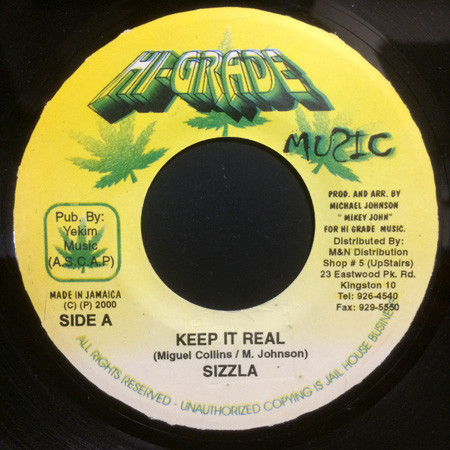 HI-GRADE
MUSIC
PROD. AND ARR. BY
MICHAEL JOHNSON
" MIKEY JOHN"
FOR HI GRADE MUSIC.
Distributed By:
M&N Distribution
Shop # 5 (UpStairs)
23 Eastwood Pk. Rd.
Kingston 10
Tel: 926-4540
Fax: 929-5550
Pub. By:
Yekim
Music
(A.S.C.A.P)
MADE IN JAMAICA
(C) (P) 2000
SIDE A
KEEP IT REAL
(Miguel Collins / M. Johnson)
SIZZLA
ALL RIGHTS RESERVED - UNAUTHORIZED COPYING IS JAIL HOUSE BUSINESS